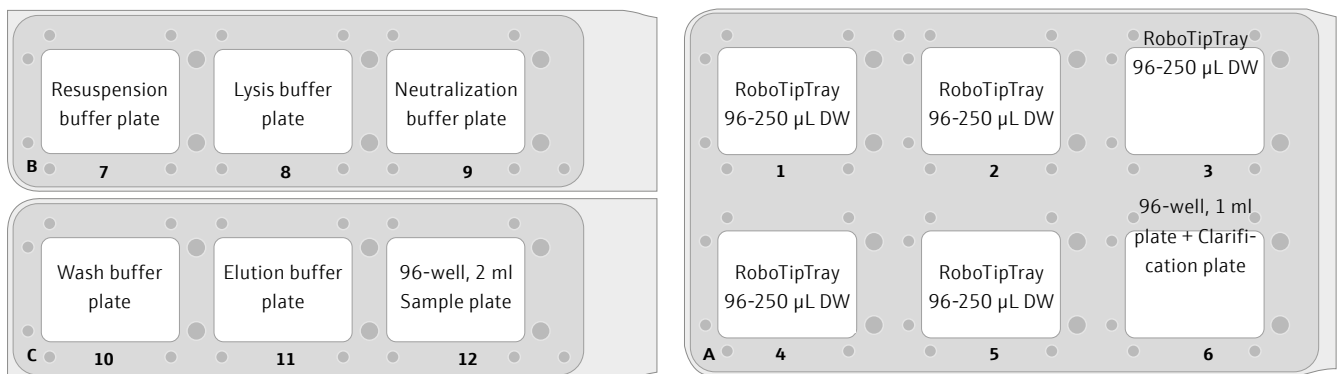 Resuspension
buffer plate
Lysis buffer
plate
Neutralization
buffer plate
B
7
8
9
Wash buffer
plate
Elution buffer
plate
96-well, 2 ml
Sample plate
C
10
11
12
RoboTipTray
96-250 µL DW
RoboTipTray
96-250 µL DW
RoboTipTray
96-250 µL DW
1
2
3
RoboTipTray
96-250 µL DW
RoboTipTray
96-250 µL DW
96-well, 1 ml
plate + Clarifi-
cation plate
A
4
5
6